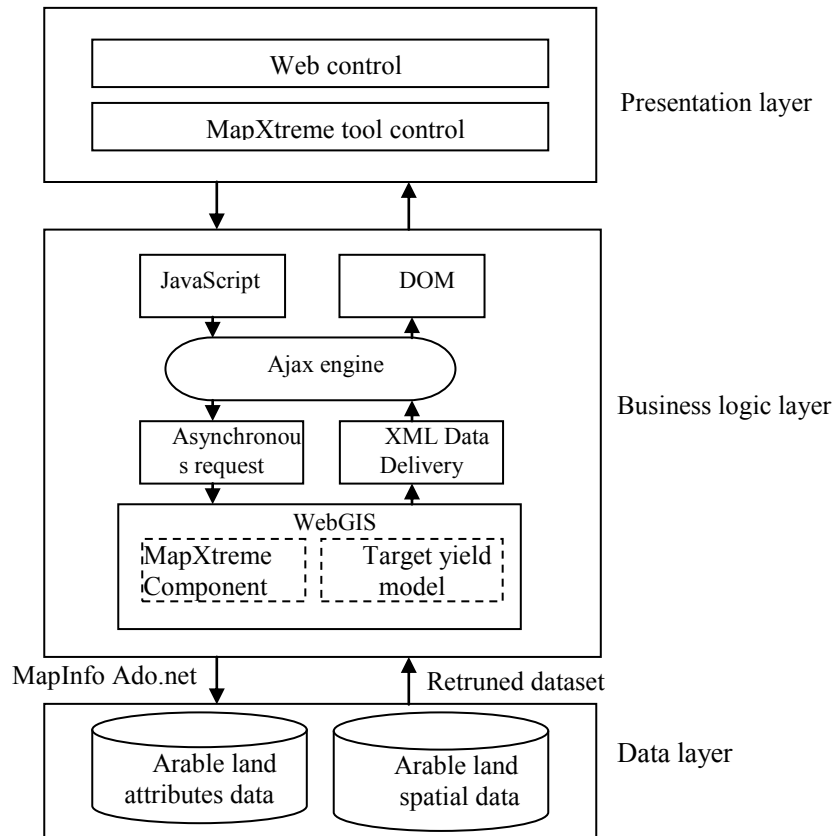 Web control
MapXtreme tool control
Presentation layer
JavaScript
DOM
Ajax engine
Asynchronou
s request
XML Data
Delivery
Business logic layer
WebGIS
MapXtreme
Component
Target yield
model
MapInfo Ado.net
Retruned dataset
Arable land
attributes data
Arable land
spatial data
Data layer